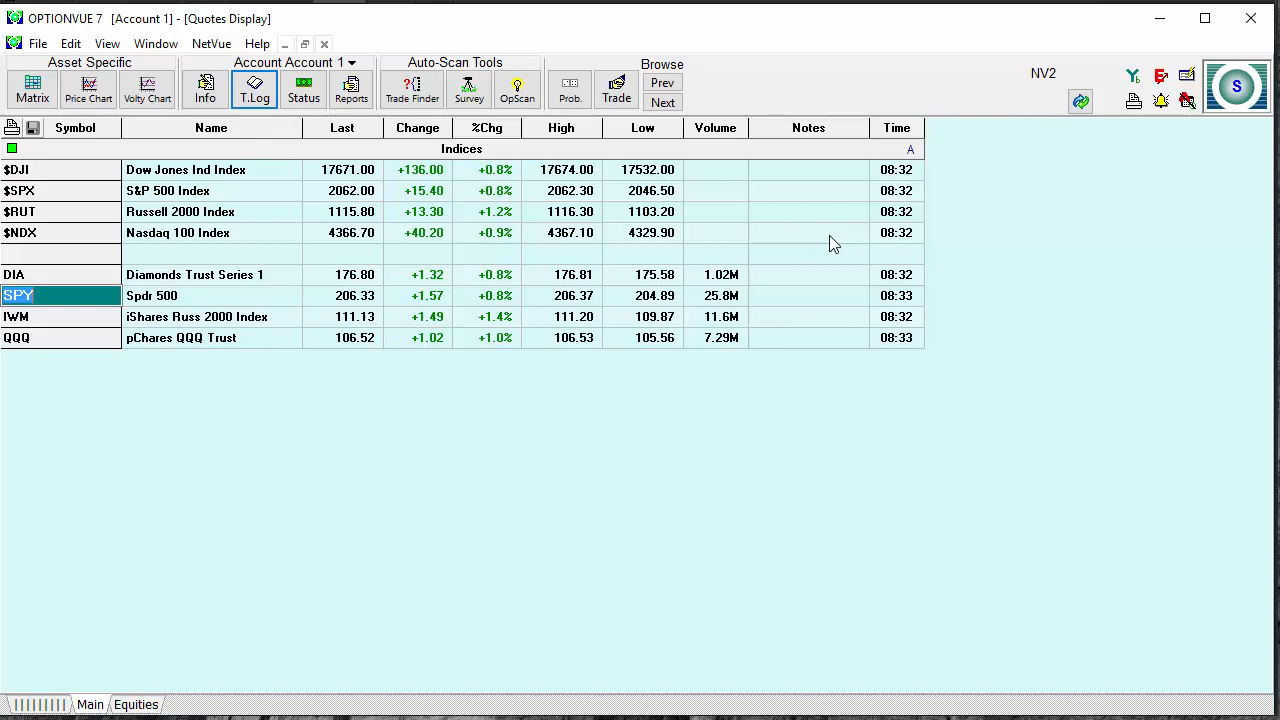 OPTIONVUE 7 [Account 1] - [Quotes Display]
File Edit View Window NetVue Help
Asset Specific Account Account 1 Auto-Scan Tools Browse
Matrix Price Chart Volty Chart Info T.Log Status Reports Trade Finder Survey OpScan Prob. Trade Prev Next
NV2
S
Symbol Name Last Change %Chg High Low Volume Notes Time
Indices A
$DJI Dow Jones Ind Index 17671.00 +136.00 +0.8% 17674.00 17532.00 08:32
$SPX S&P 500 Index 2062.00 +15.40 +0.8% 2062.30 2046.50 08:32
$RUT Russell 2000 Index 1115.80 +13.30 +1.2% 1116.30 1103.20 08:32
$NDX Nasdaq 100 Index 4366.70 +40.20 +0.9% 4367.10 4329.90 08:32
DIA Diamonds Trust Series 1 176.80 +1.32 +0.8% 176.81 175.58 1.02M 08:32
SPY Spdr 500 206.33 +1.57 +0.8% 206.37 204.89 25.8M 08:33
IWM iShares Russ 2000 Index 111.13 +1.49 +1.4% 111.20 109.87 11.6M 08:32
QQQ pChares QQQ Trust 106.52 +1.02 +1.0% 106.53 105.56 7.29M 08:33
Main Equities